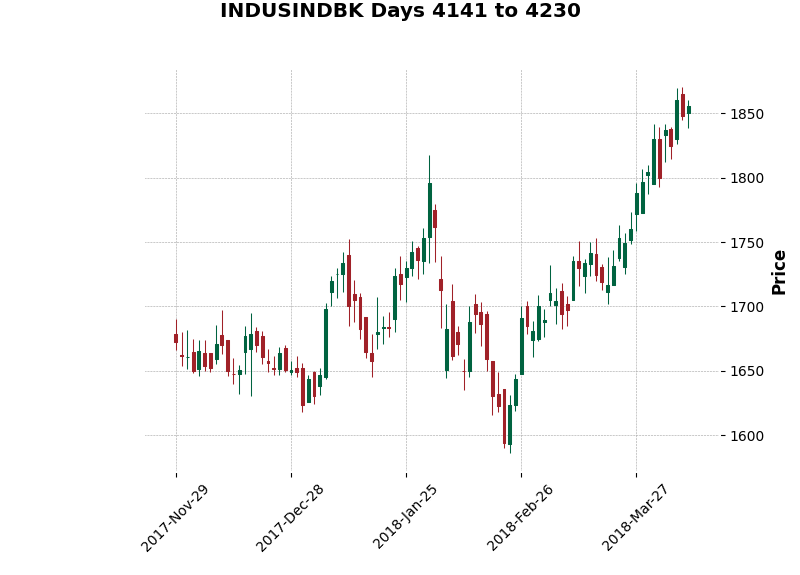 INDUSINDBK Days 4141 to 4230
1850
1800
1750
1700
1650
1600
Price
2017-Nov-29
2017-Dec-28
2018-Jan-25
2018-Feb-26
2018-Mar-27